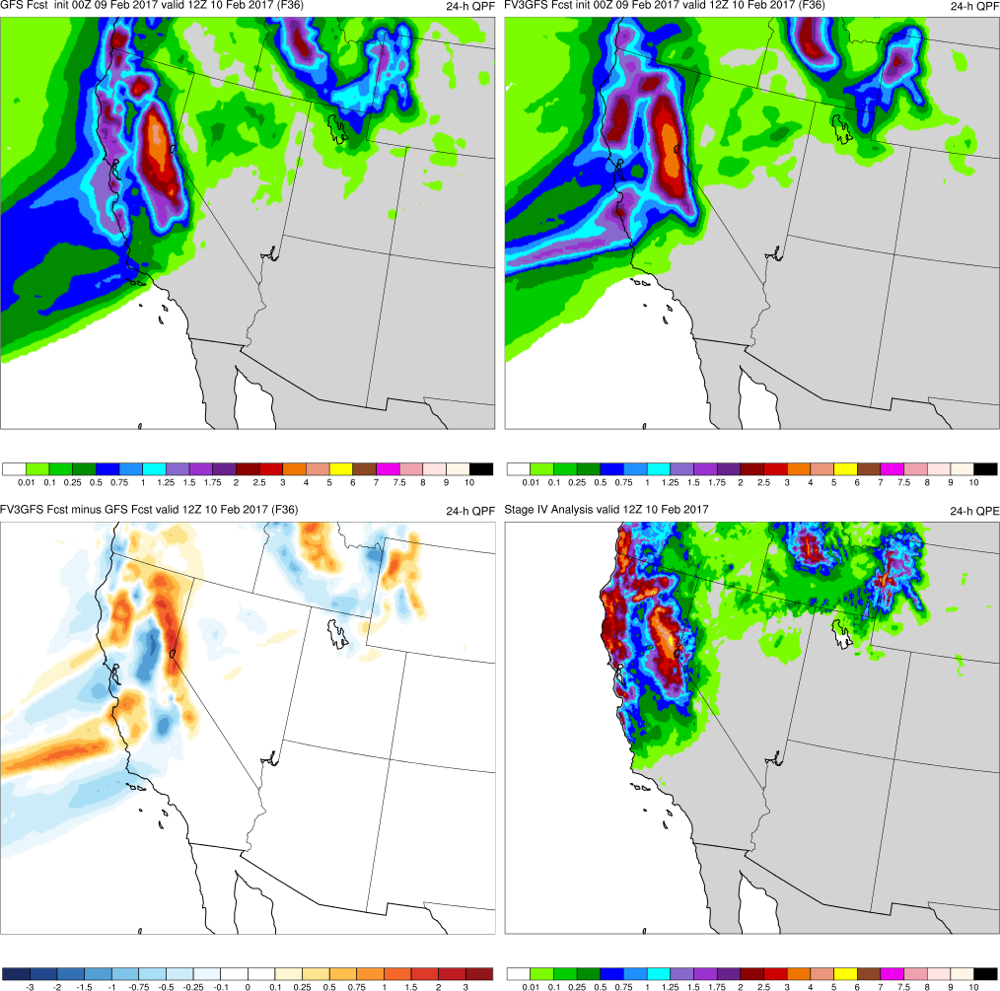 GFS Fcst  init 00Z 09 Feb 2017 valid 12Z 10 Feb 2017 (F36) 24-h QPF
0.01 0.1 0.25 0.5 0.75 1 1.25 1.5 1.75 2 2.5 3 4 5 6 7 7.5 8 9 10
FV3GFS Fcst init 00Z 09 Feb 2017 valid 12Z 10 Feb 2017 (F36) 24-h QPF
0.01 0.1 0.25 0.5 0.75 1 1.25 1.5 1.75 2 2.5 3 4 5 6 7 7.5 8 9 10
FV3GFS Fcst minus GFS Fcst valid 12Z 10 Feb 2017 (F36) 24-h QPF
-3 -2 -1.5 -1 -0.75 -0.5 -0.25 -0.1 0 0.1 0.25 0.5 0.75 1 1.5 2 3
Stage IV Analysis valid 12Z 10 Feb 2017 24-h QPE
0.01 0.1 0.25 0.5 0.75 1 1.25 1.5 1.75 2 2.5 3 4 5 6 7 7.5 8 9 10